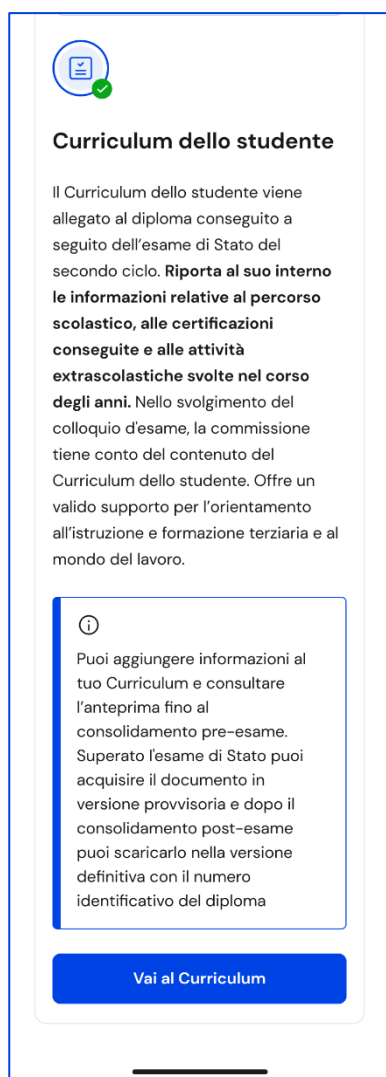 Curriculum dello studente
Il Curriculum dello studente viene
allegato al diploma conseguito a
seguito dell'esame di Stato del
secondo ciclo. Riporta al suo interno
le informazioni relative al percorso
scolastico, alle certificazioni
conseguite e alle attività
extrascolastiche svolte nel corso
degli anni. Nello svolgimento del
colloquio d'esame, la commissione
tiene conto del contenuto del
Curriculum dello studente. Offre un
valido supporto per l'orientamento
all'istruzione e formazione terziaria e al
mondo del lavoro.
Puoi aggiungere informazioni al
tuo Curriculum e consultare
l'anteprima fino al
consolidamento pre-esame.
Superato l'esame di Stato puoi
acquisire il documento in
versione provvisoria e dopo il
consolidamento post-esame
puoi scaricarlo nella versione
definitiva con il numero
identificativo del diploma
Vai al Curriculum